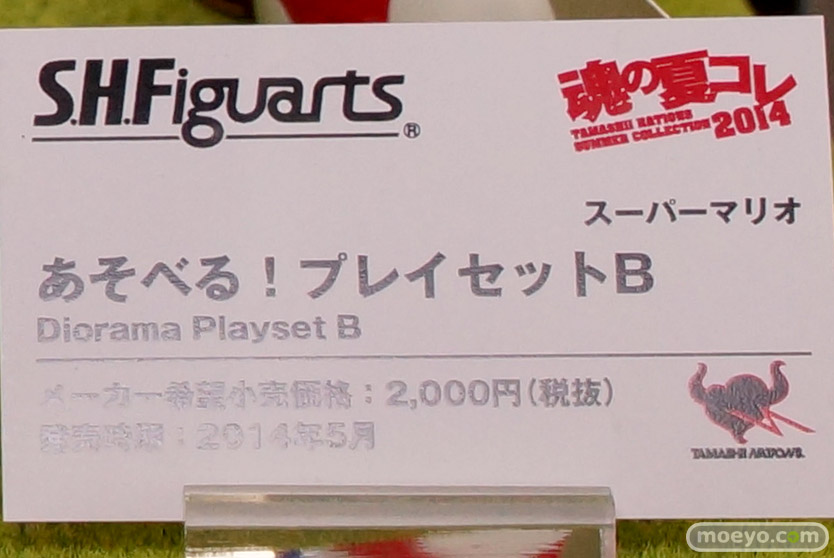 S.H.Figuarts®
魂の夏コレ
TAMASHII NATIONS
SUMMER COLLECTION 2014
スーパーマリオ
あそべる！プレイセットB
Diorama Playset B
メーカー希望小売価格：2,000円（税抜）
発売時期：2014年5月
TAMASHII NATIONS
moeyo.com